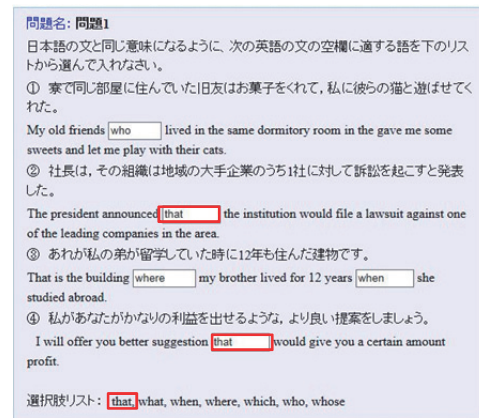 問題名: 問題1
日本語の文と同じ意味になるように、次の英語の文の空欄に適する語を下のリス
トから選んで入れなさい。
① 寮で同じ部屋に住んでいた旧友はお菓子をくれて, 私に彼らの猫と遊ばせてく
れた。
My old friends who lived in the same dormitory room in the gave me some
sweets and let me play with their cats.
② 社長は, その組織は地域の大手企業のうち1社に対して訴訟を起こすと発表
した。
The president announced that the institution would file a lawsuit against one
of the leading companies in the area.
③ あれが私の弟が留学していた時に12年も住んだ建物です。
That is the building where my brother lived for 12 years when she
studied abroad.
④ 私があなたがかなりの利益を出せるような, より良い提案をしましょう。
I will offer you better suggestion that would give you a certain amount
profit.
選択肢リスト: that, what, when, where, which, who, whose